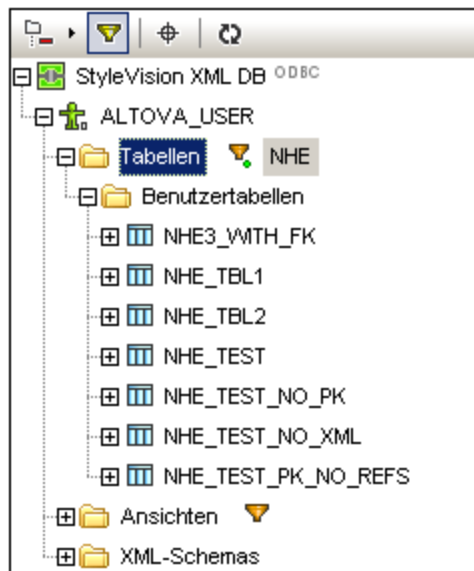 StyleVision XML DB ODBC
ALTOVA_USER
Tabellen NHE
Benutzertabellen
NHE3_WITH_FK
NHE_TBL1
NHE_TBL2
NHE_TEST
NHE_TEST_NO_PK
NHE_TEST_NO_XML
NHE_TEST_PK_NO_REFS
Ansichten
XML-Schemas